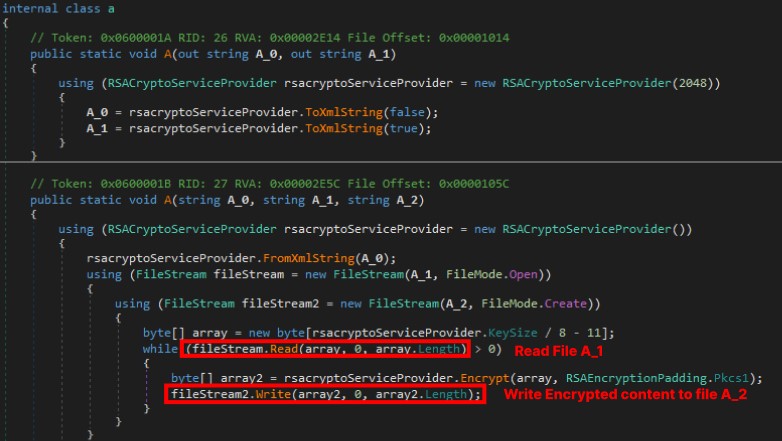 internal class a
{
// Token: 0x0600001A RID: 26 RVA: 0x00002E14 File Offset: 0x00001014
public static void A(out string A_0, out string A_1)
{
using (RSACryptoServiceProvider rsacryptoServiceProvider = new RSACryptoServiceProvider(2048))
{
A_0 = rsacryptoServiceProvider.ToXmlString(false);
A_1 = rsacryptoServiceProvider.ToXmlString(true);
}
}
// Token: 0x0600001B RID: 27 RVA: 0x00002E5C File Offset: 0x0000105C
public static void A(string A_0, string A_1, string A_2)
{
using (RSACryptoServiceProvider rsacryptoServiceProvider = new RSACryptoServiceProvider())
{
rsacryptoServiceProvider.FromXmlString(A_0);
using (FileStream fileStream = new FileStream(A_1, FileMode.Open))
{
using (FileStream fileStream2 = new FileStream(A_2, FileMode.Create))
{
byte[] array = new byte[rsacryptoServiceProvider.KeySize / 8 - 11];
while (fileStream.Read(array, 0, array.Length) > 0) Read File A_1
{
byte[] array2 = rsacryptoServiceProvider.Encrypt(array, RSAEncryptionPadding.Pkcs1);
fileStream2.Write(array2, 0, array2.Length); Write Encrypted content to file A_2
}
}
}